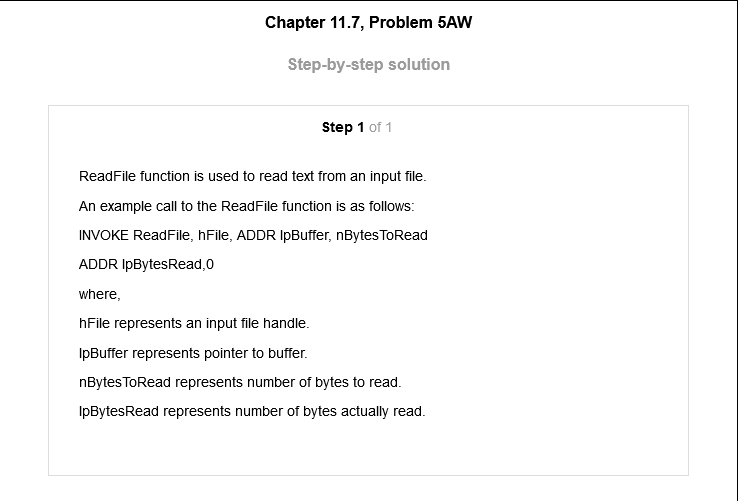 Chapter 11.7, Problem 5AW
Step-by-step solution
Step 1 of 1
ReadFile function is used to read text from an input file.
An example call to the ReadFile function is as follows:
INVOKE ReadFile, hFile, ADDR lpBuffer, nBytesToRead
ADDR lpBytesRead,0
where,
hFile represents an input file handle.
lpBuffer represents pointer to buffer.
nBytesToRead represents number of bytes to read.
lpBytesRead represents number of bytes actually read.